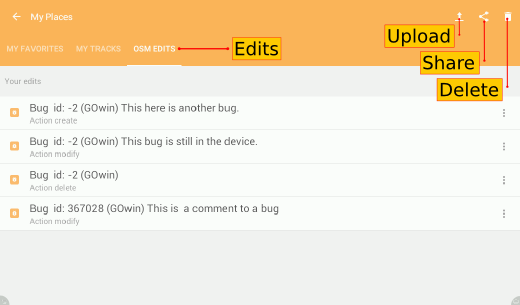 My Places
Upload
MY FAVORITES MY TRACKS OSM EDITS Edits
Share
Your edits
Delete
Bug id: -2 (GOwin) This here is another bug.
Action create
Bug id: -2 (GOwin) This bug is still in the device.
Action modify
Bug id: -2 (GOwin)
Action delete
Bug id: 367028 (GOwin) This is a comment to a bug
Action modify